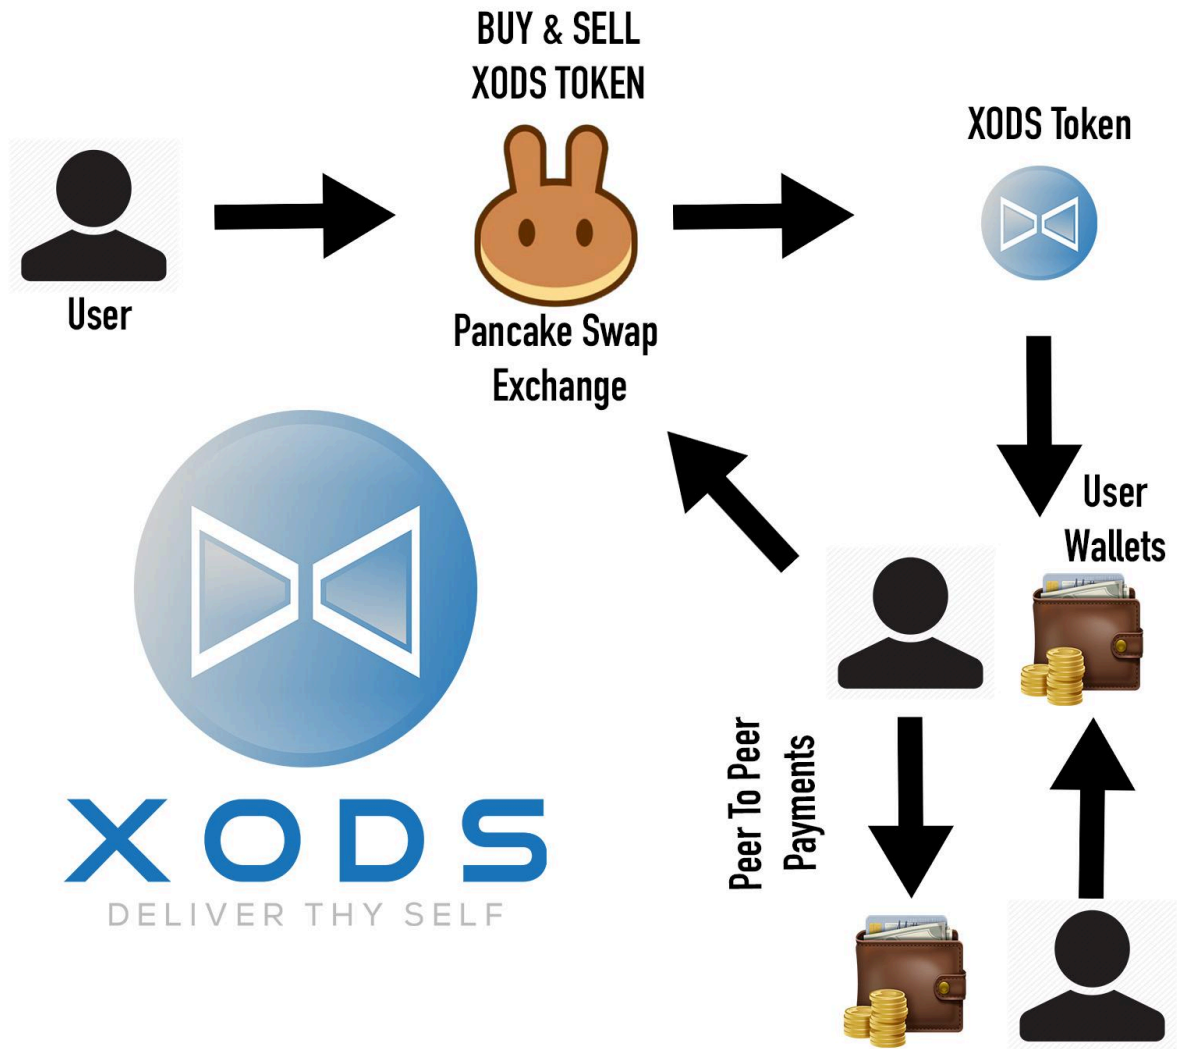 BUY & SELL
XODS TOKEN
XODS Token
User
Pancake Swap
Exchange
User
Wallets
Peer To Peer
Payments
XODS
DELIVER THY SELF